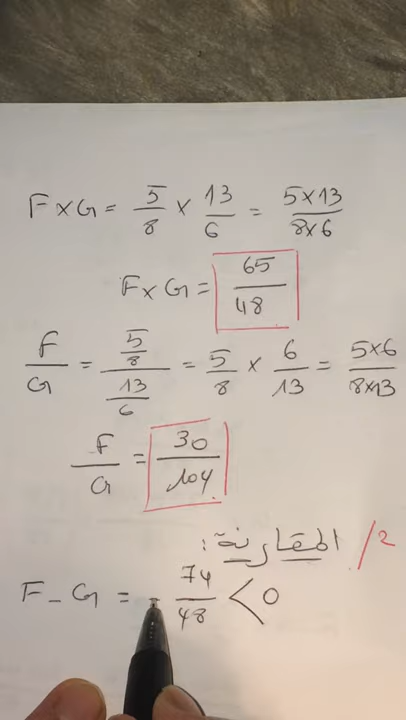 F×G = 5/8 × 13/6 = 5×13/8×6
F×G = 65/48
F/G = 5/8/13/6 = 5/8 × 6/13 = 5×6/8×13
F/G = 30/104
2/ المقارنة:
F - G = - 74/48 < 0